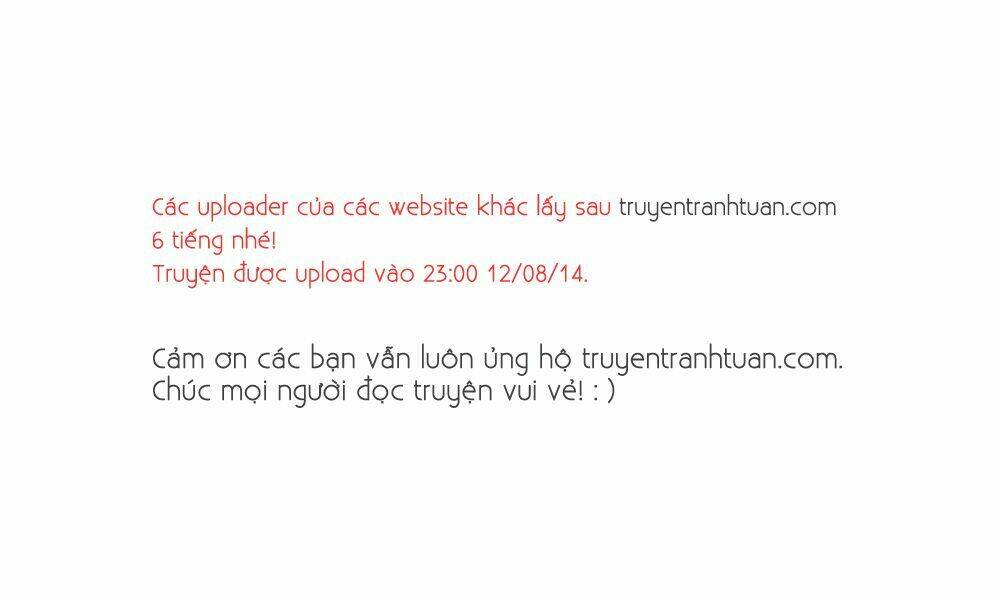 Các uploader của các website khác lấy sau truyentranhtuan.com
6 tiếng nhé!
Truyện được upload vào 23:00 12/08/14.
Cảm ơn các bạn vẫn luôn ủng hộ truyentranhtuan.com.
Chúc mọi người đọc truyện vui vẻ! : )